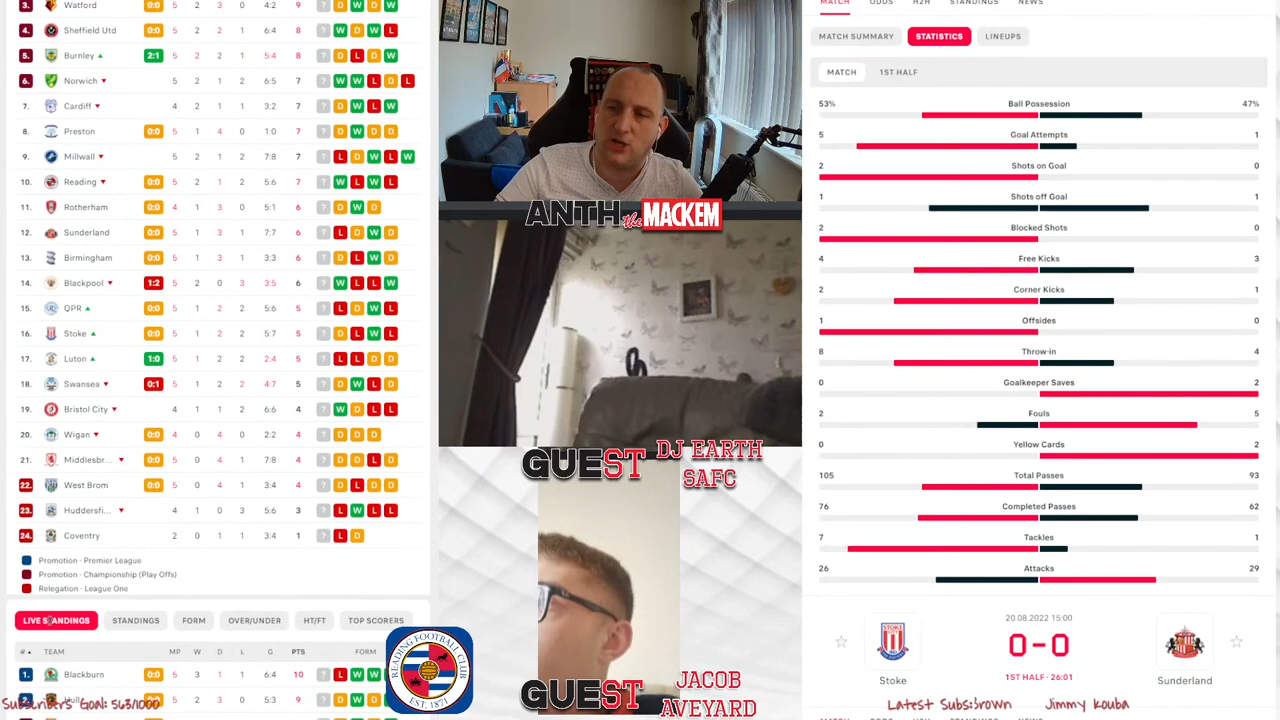 3. Watford 0:0 5 2 3 0 4:2 9 ? D W D W
4. Sheffield Utd 0:0 5 2 2 1 6:4 8 ? D W D L
5. Burnley 2:1 5 2 2 1 5:4 8 ? D L D W
6. Norwich 5 2 1 2 6:5 7 ? W W L D L
7. Cardiff 4 2 1 1 3:2 7 ? D W L W
8. Preston 0:0 5 1 4 0 1:0 7 ? D W D D
9. Millwall 5 2 1 2 7:8 7 ? L D W L W
10. Reading 0:0 5 2 1 2 5:6 7 ? W L W L
11. Rotherham 0:0 4 1 3 0 5:1 6 ? D W D
12. Sunderland 0:0 5 1 3 1 7:7 6 ? L D W D
13. Birmingham 0:0 5 1 3 1 3:3 6 ? D L W D
14. Blackpool 1:2 5 2 0 3 3:5 6 ? W L L W
15. QPR 0:0 5 1 2 2 5:6 5 ? L D W L
16. Stoke 0:0 5 1 2 2 5:7 5 ? D L W L
17. Luton 1:0 5 1 2 2 2:4 5 ? L L D D
18. Swansea 0:1 5 1 2 2 4:7 5 ? D W L D
19. Bristol City 4 1 1 2 6:6 4 ? W D L L
20. Wigan 0:0 4 0 4 0 2:2 4 ? D D D
21. Middlesbr... 0:0 5 0 4 1 7:8 4 ? D D L D
22. West Brom 0:0 5 0 4 1 3:4 4 ? D L D D
23. Huddersfi... 4 1 0 3 5:6 3 ? L W L L
24. Coventry 2 0 1 1 3:4 1 ? L D
Promotion - Premier League
Promotion - Championship (Play Offs)
Relegation - League One
LIVE STANDINGS STANDINGS FORM OVER/UNDER HT/FT TOP SCORERS
# TEAM MP W D L G PTS FORM
1. Blackburn 0:0 5 3 1 1 6:4 10 ? L W W
Subscriber's Goal: 563/1000
READING FOOTBALL CLUB
EST. 1871
ANTH the MACKEM
GUEST DJ EARTH
SAFC
GUEST JACOB
AVEYARD
MATCH ODDS H2H STANDINGS NEWS
MATCH SUMMARY STATISTICS LINEUPS
MATCH 1ST HALF
53% Ball Possession 47%
5 Goal Attempts 1
2 Shots on Goal 0
1 Shots off Goal 1
2 Blocked Shots 0
4 Free Kicks 3
2 Corner Kicks 1
1 Offsides 0
8 Throw-in 4
0 Goalkeeper Saves 2
2 Fouls 5
0 Yellow Cards 2
105 Total Passes 93
76 Completed Passes 62
7 Tackles 1
26 Attacks 29
20.08.2022 15:00
0-0
1ST HALF - 26:01
Stoke Sunderland
Latest Subs:brown Jimmy Kouba